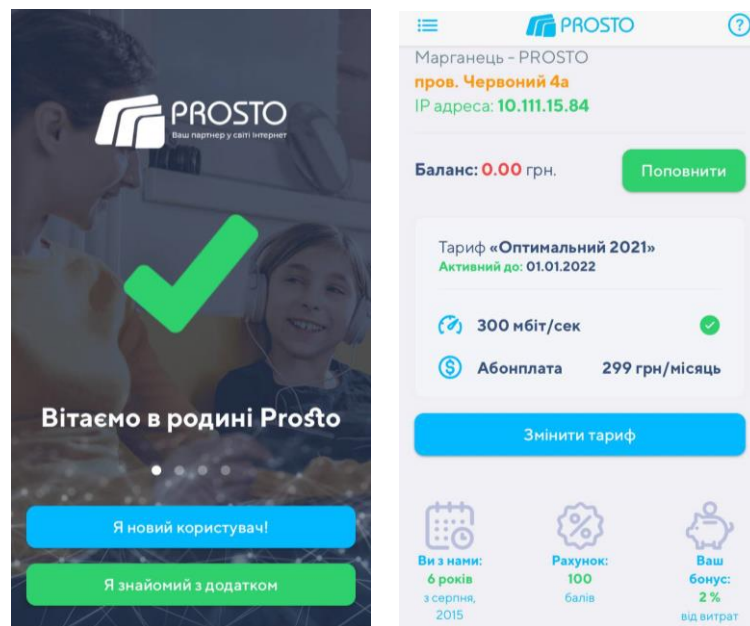 PROSTO
Ваш партнер у світі інтернет
Вітаємо в родині Prosto
Я новий користувач!
Я знайомий з додатком
PROSTO
?
Марганець - PROSTO
пров. Червоний 4а
IP адреса: 10.111.15.84
Баланс: 0.00 грн.
Поповнити
Тариф «Оптимальний 2021»
Активний до: 01.01.2022
300 мбіт/сек
Абонплата 299 грн/місяць
Змінити тариф
Ви з нами:
6 років
з серпня,
2015
Рахунок:
100
балів
Ваш
бонус:
2 %
від витрат